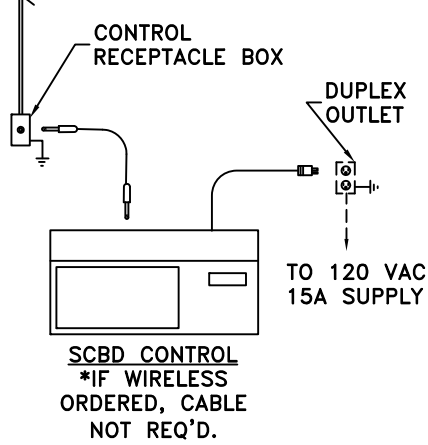 CONTROL
RECEPTACLE BOX
DUPLEX
OUTLET
TO 120 VAC
15A SUPPLY
SCBD CONTROL
*IF WIRELESS
ORDERED, CABLE
NOT REQ'D.